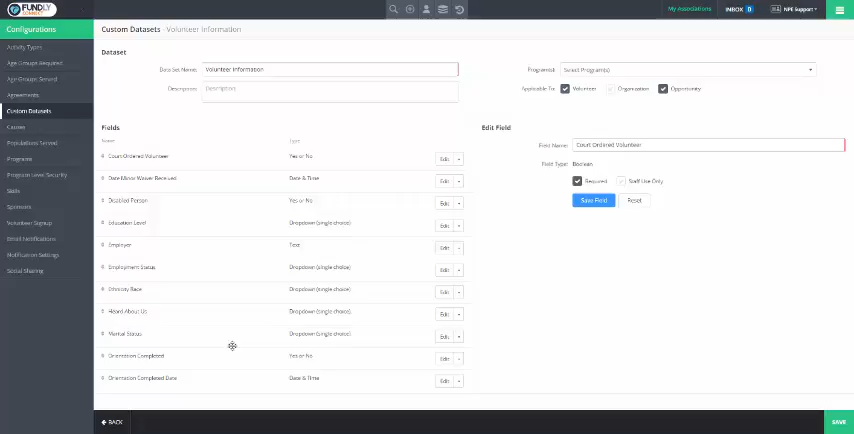 FUNDLY
CONNECT
My Associations
INBOX 0
NPE Support
Configurations
Activity Types
Age Groups Required
Age Groups Served
Agreements
Custom Datasets
Causes
Populations Served
Programs
Program Level Security
Skills
Sponsors
Volunteer Signup
Email Notifications
Notification Settings
Social Sharing
Custom Datasets - Volunteer Information
Dataset
Data Set Name: Volunteer Information
Description: Description
Program(s): Select Program(s)
Applicable To: Volunteer Organization Opportunity
Fields
Name Type
Court Ordered Volunteer Yes or No Edit
Date Minor Waiver Received Date & Time Edit
Disabled Person Yes or No Edit
Education Level Dropdown (single choice) Edit
Employer Text Edit
Employment Status Dropdown (single choice) Edit
Ethnicity Race Dropdown (single choice) Edit
Heard About Us Dropdown (single choice) Edit
Marital Status Dropdown (single choice) Edit
Orientation Completed Yes or No Edit
Orientation Completed Date Date & Time Edit
Edit Field
Field Name: Court Ordered Volunteer
Field Type: Boolean
Required Staff Use Only
Save Field Reset
BACK
SAVE